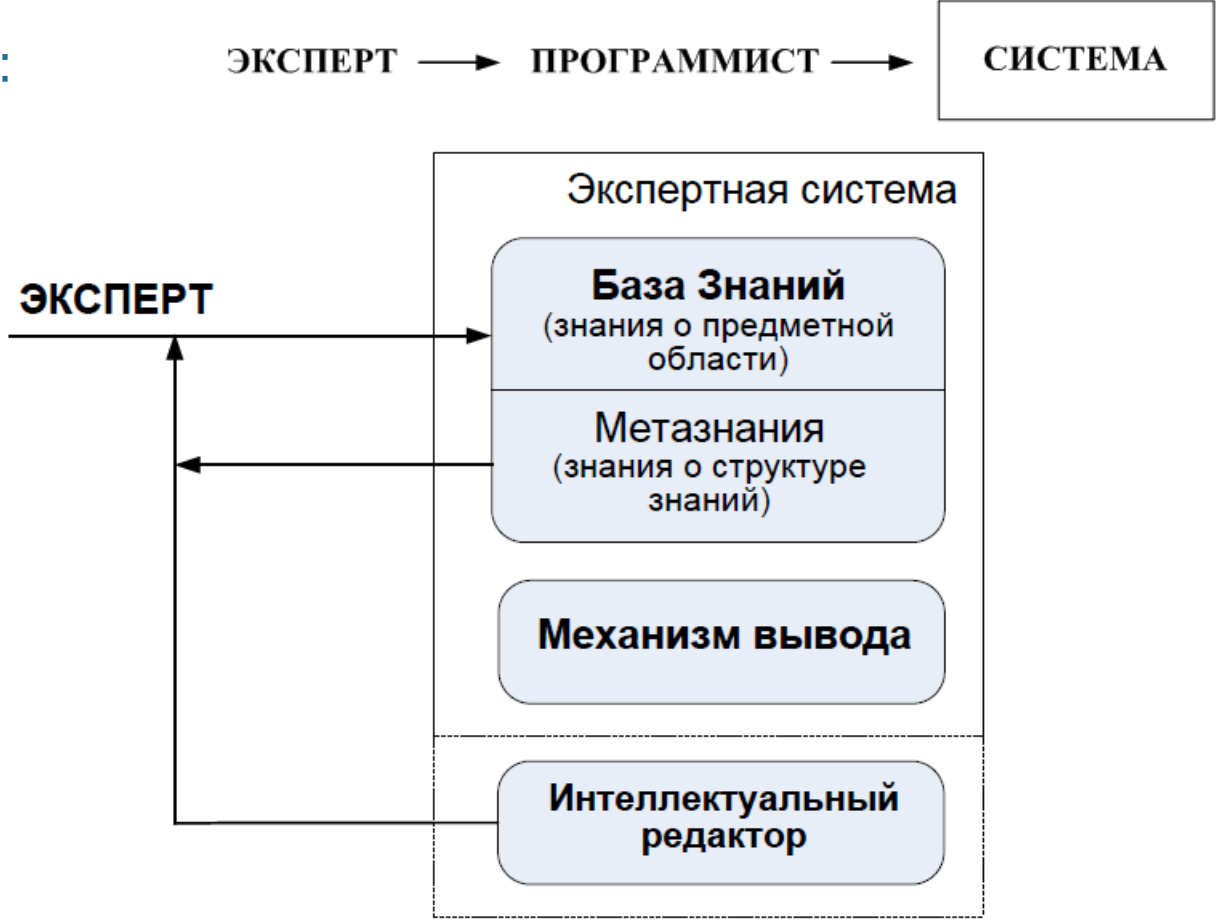 :
ЭКСПЕРТ ПРОГРАММИСТ СИСТЕМА
Экспертная система
ЭКСПЕРТ
База Знаний
(знания о предметной
области)
Метазнания
(знания о структуре
знаний)
Механизм вывода
Интеллектуальный
редактор